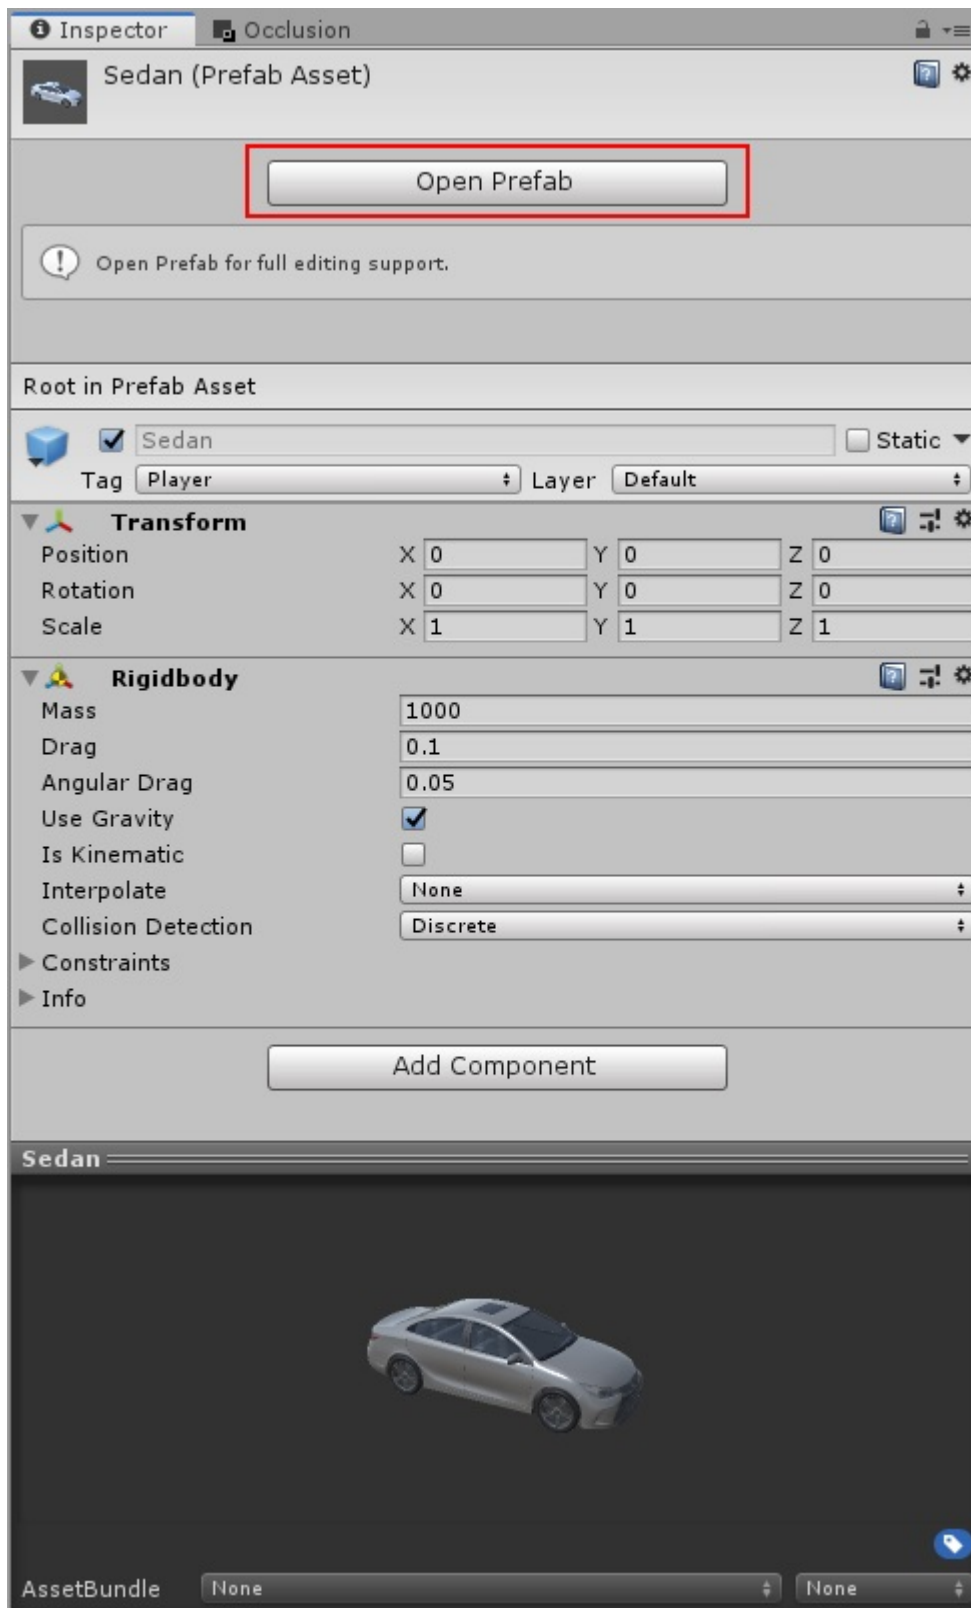 Inspector Occlusion
Sedan (Prefab Asset)
Open Prefab
Open Prefab for full editing support.
Root in Prefab Asset
Sedan Static
Tag Player Layer Default
Transform
Position X 0 Y 0 Z 0
Rotation X 0 Y 0 Z 0
Scale X 1 Y 1 Z 1
Rigidbody
Mass 1000
Drag 0.1
Angular Drag 0.05
Use Gravity
Is Kinematic
Interpolate None
Collision Detection Discrete
Constraints
Info
Add Component
Sedan
AssetBundle None None